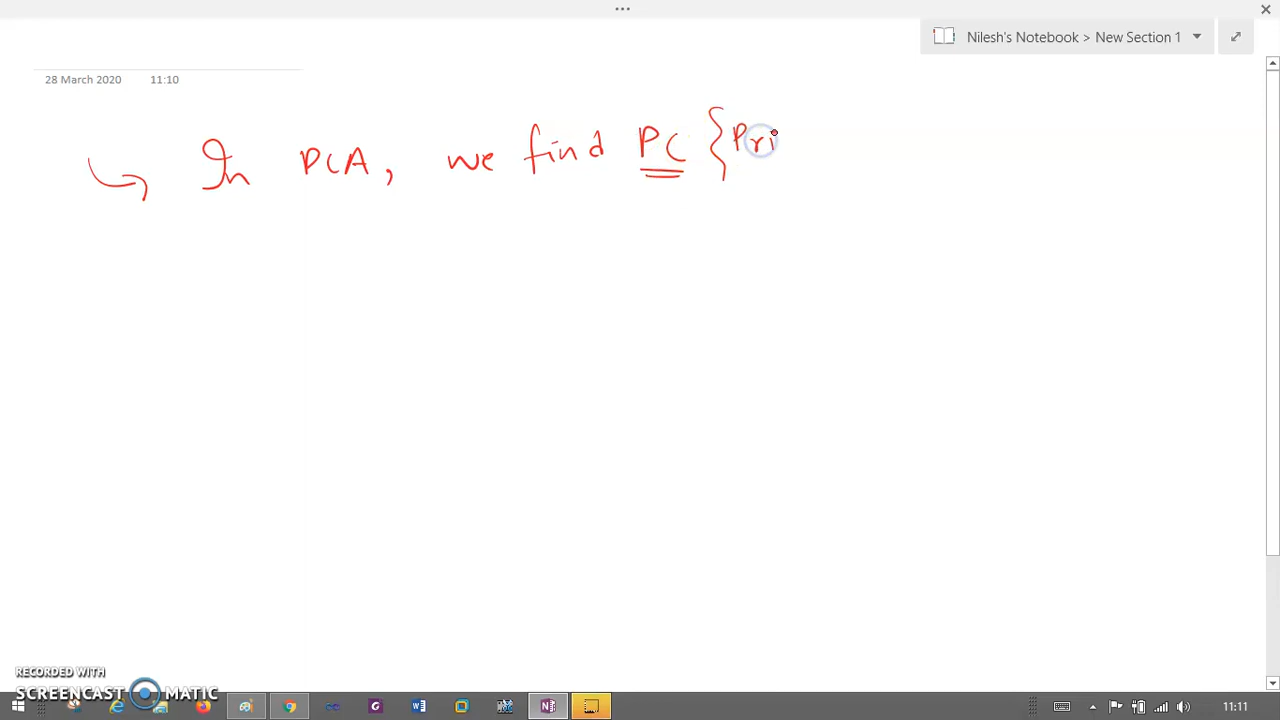 Nilesh's Notebook > New Section 1
28 March 2020 11:10
In PCA, we find PC { Pri
RECORDED WITH
SCREENCAST MATIC
11:11